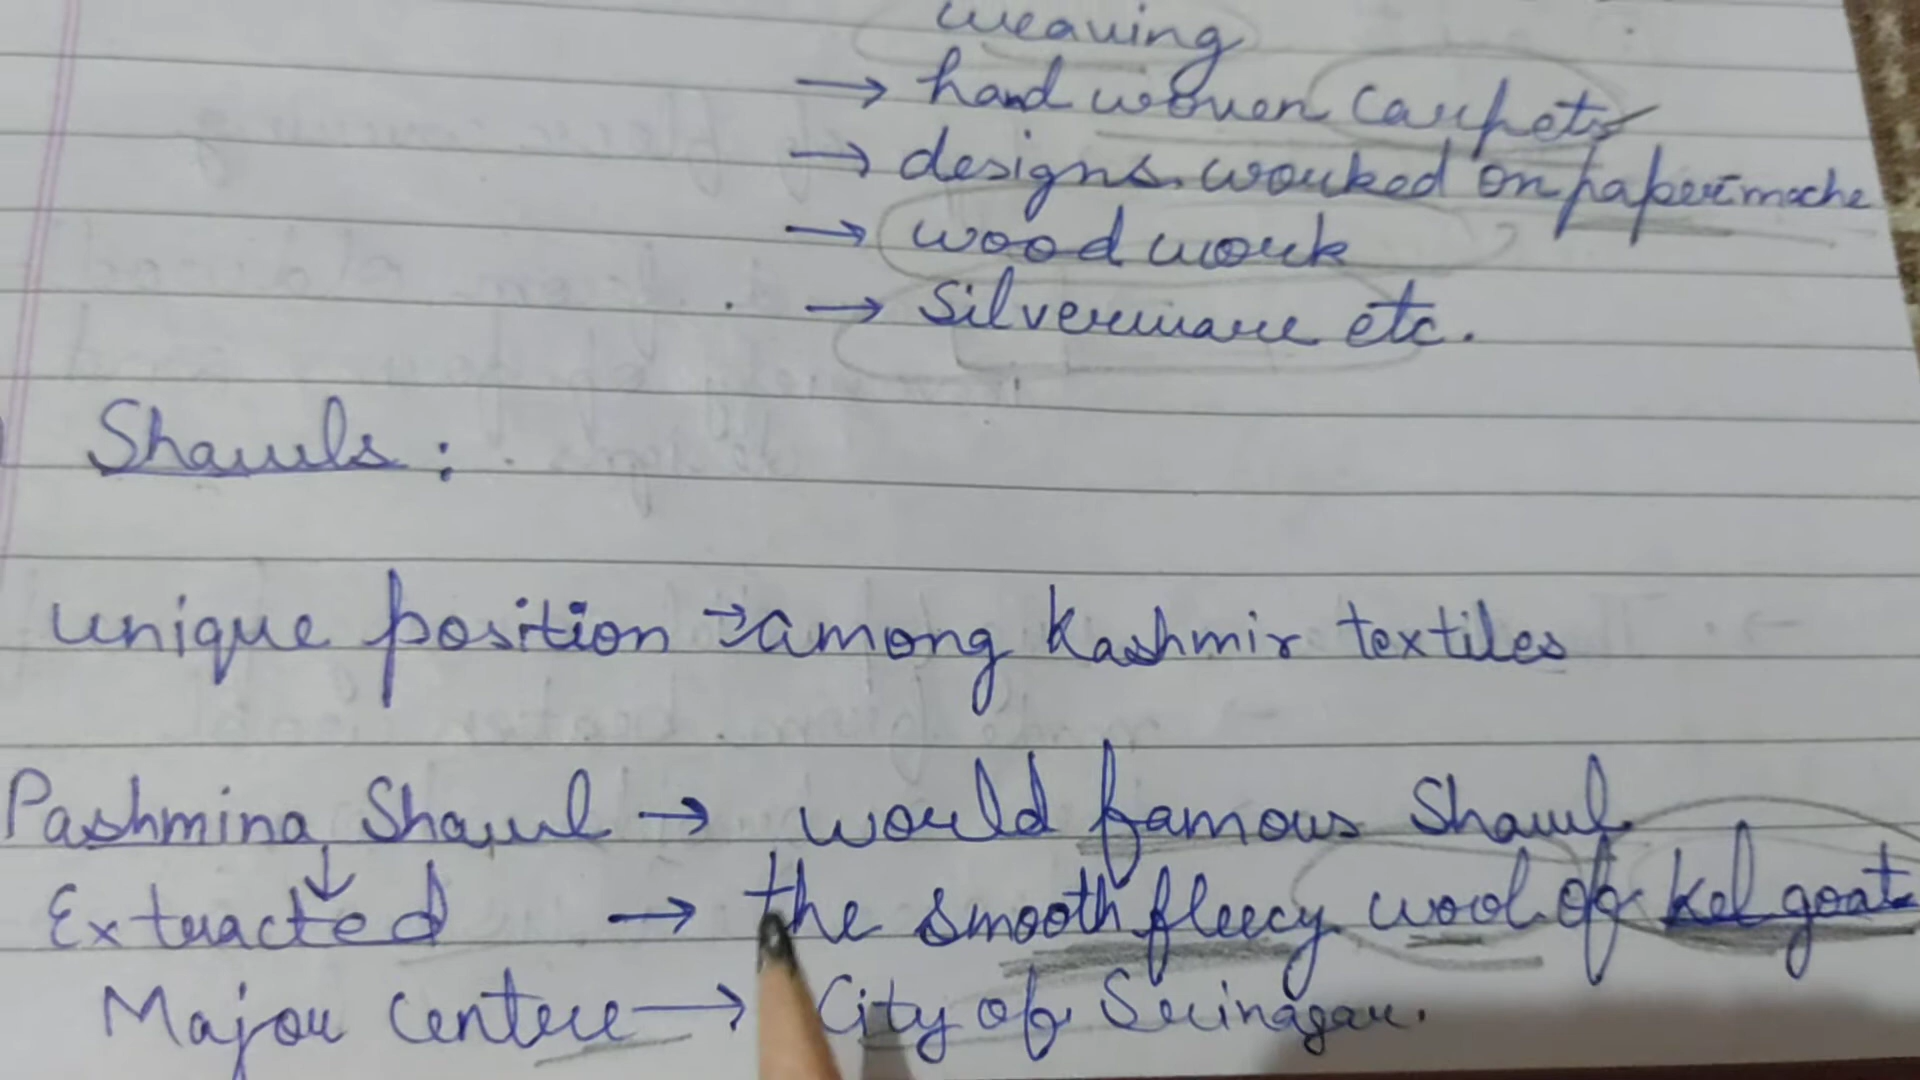 weaving
→ hand woven carpets
→ designs worked on papermache
→ wood work
→ Silverware etc.
Shawls :
unique position → among Kashmir textiles
Pashmina Shawl → world famous Shawl
↓
Extracted → the smooth fleecy wool of Kel goat
Major Centre → City of Srinagar.